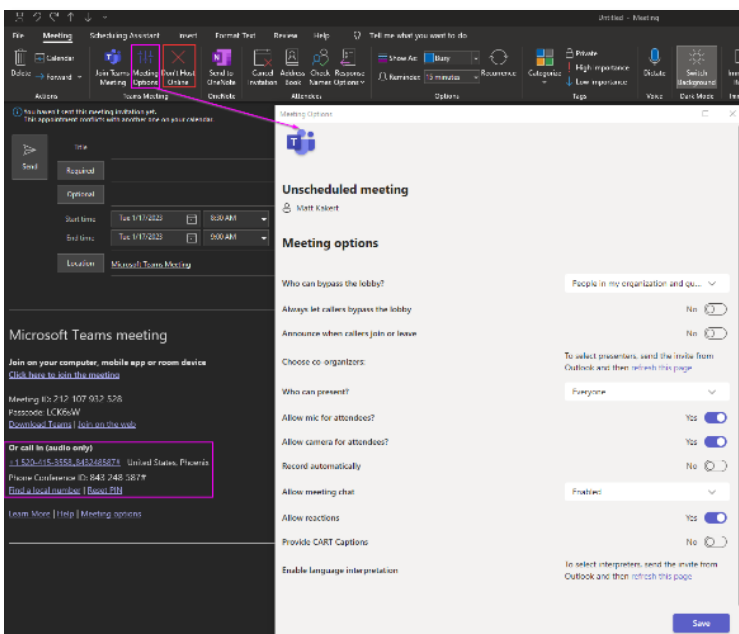 Untitled - Meeting
File Meeting Scheduling Assistant Insert Format Text Review Help Tell me what you want to do
Delete
Calendar
Forward
Actions
Join Teams Meeting
Meeting Options
Don't Host Online
Teams Meeting
Send to OneNote
OneNote
Cancel Invitation
Address Book
Check Names
Response Options
Attendees
Show As: Busy
Reminder: 15 minutes
Recurrence
Options
Categorize
Private
High Importance
Low Importance
Tags
Dictate
Voice
Switch Background
Dark Mode
You haven't sent this meeting invitation yet.
This appointment conflicts with another one on your calendar.
Send
Title
Required
Optional
Start time Tue 1/17/2023 8:30 AM
End time Tue 1/17/2023 9:00 AM
Location Microsoft Teams Meeting
Microsoft Teams meeting
Join on your computer, mobile app or room device
Click here to join the meeting
Meeting ID: 212 107 932 528
Passcode: LCK6sW
Download Teams | Join on the web
Or call in (audio only)
+1 520-415-3558,,843248587# United States, Phoenix
Phone Conference ID: 843 248 587#
Find a local number | Reset PIN
Learn More | Help | Meeting options
Meeting Options
Unscheduled meeting
Matt Kakert
Meeting options
Who can bypass the lobby? People in my organization and gu...
Always let callers bypass the lobby No
Announce when callers join or leave No
Choose co-organizers: To select presenters, send the invite from
Outlook and then refresh this page
Who can present? Everyone
Allow mic for attendees? Yes
Allow camera for attendees? Yes
Record automatically No
Allow meeting chat Enabled
Allow reactions Yes
Provide CART Captions No
Enable language interpretation To select interpreters, send the invite from
Outlook and then refresh this page
Save